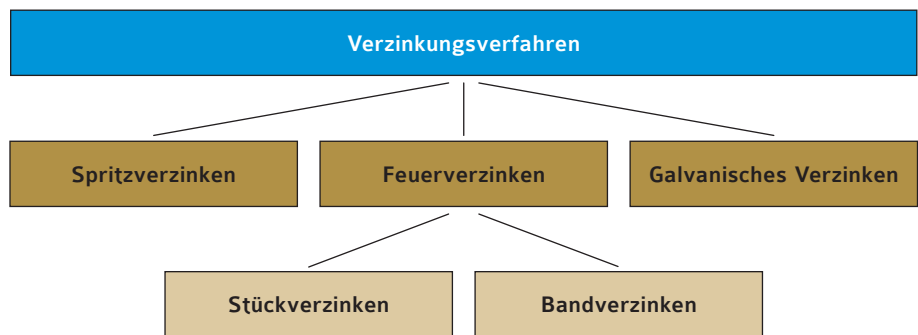 Verzinkungsverfahren
Spritzverzinken
Feuerverzinken
Galvanisches Verzinken
Stückverzinken
Bandverzinken